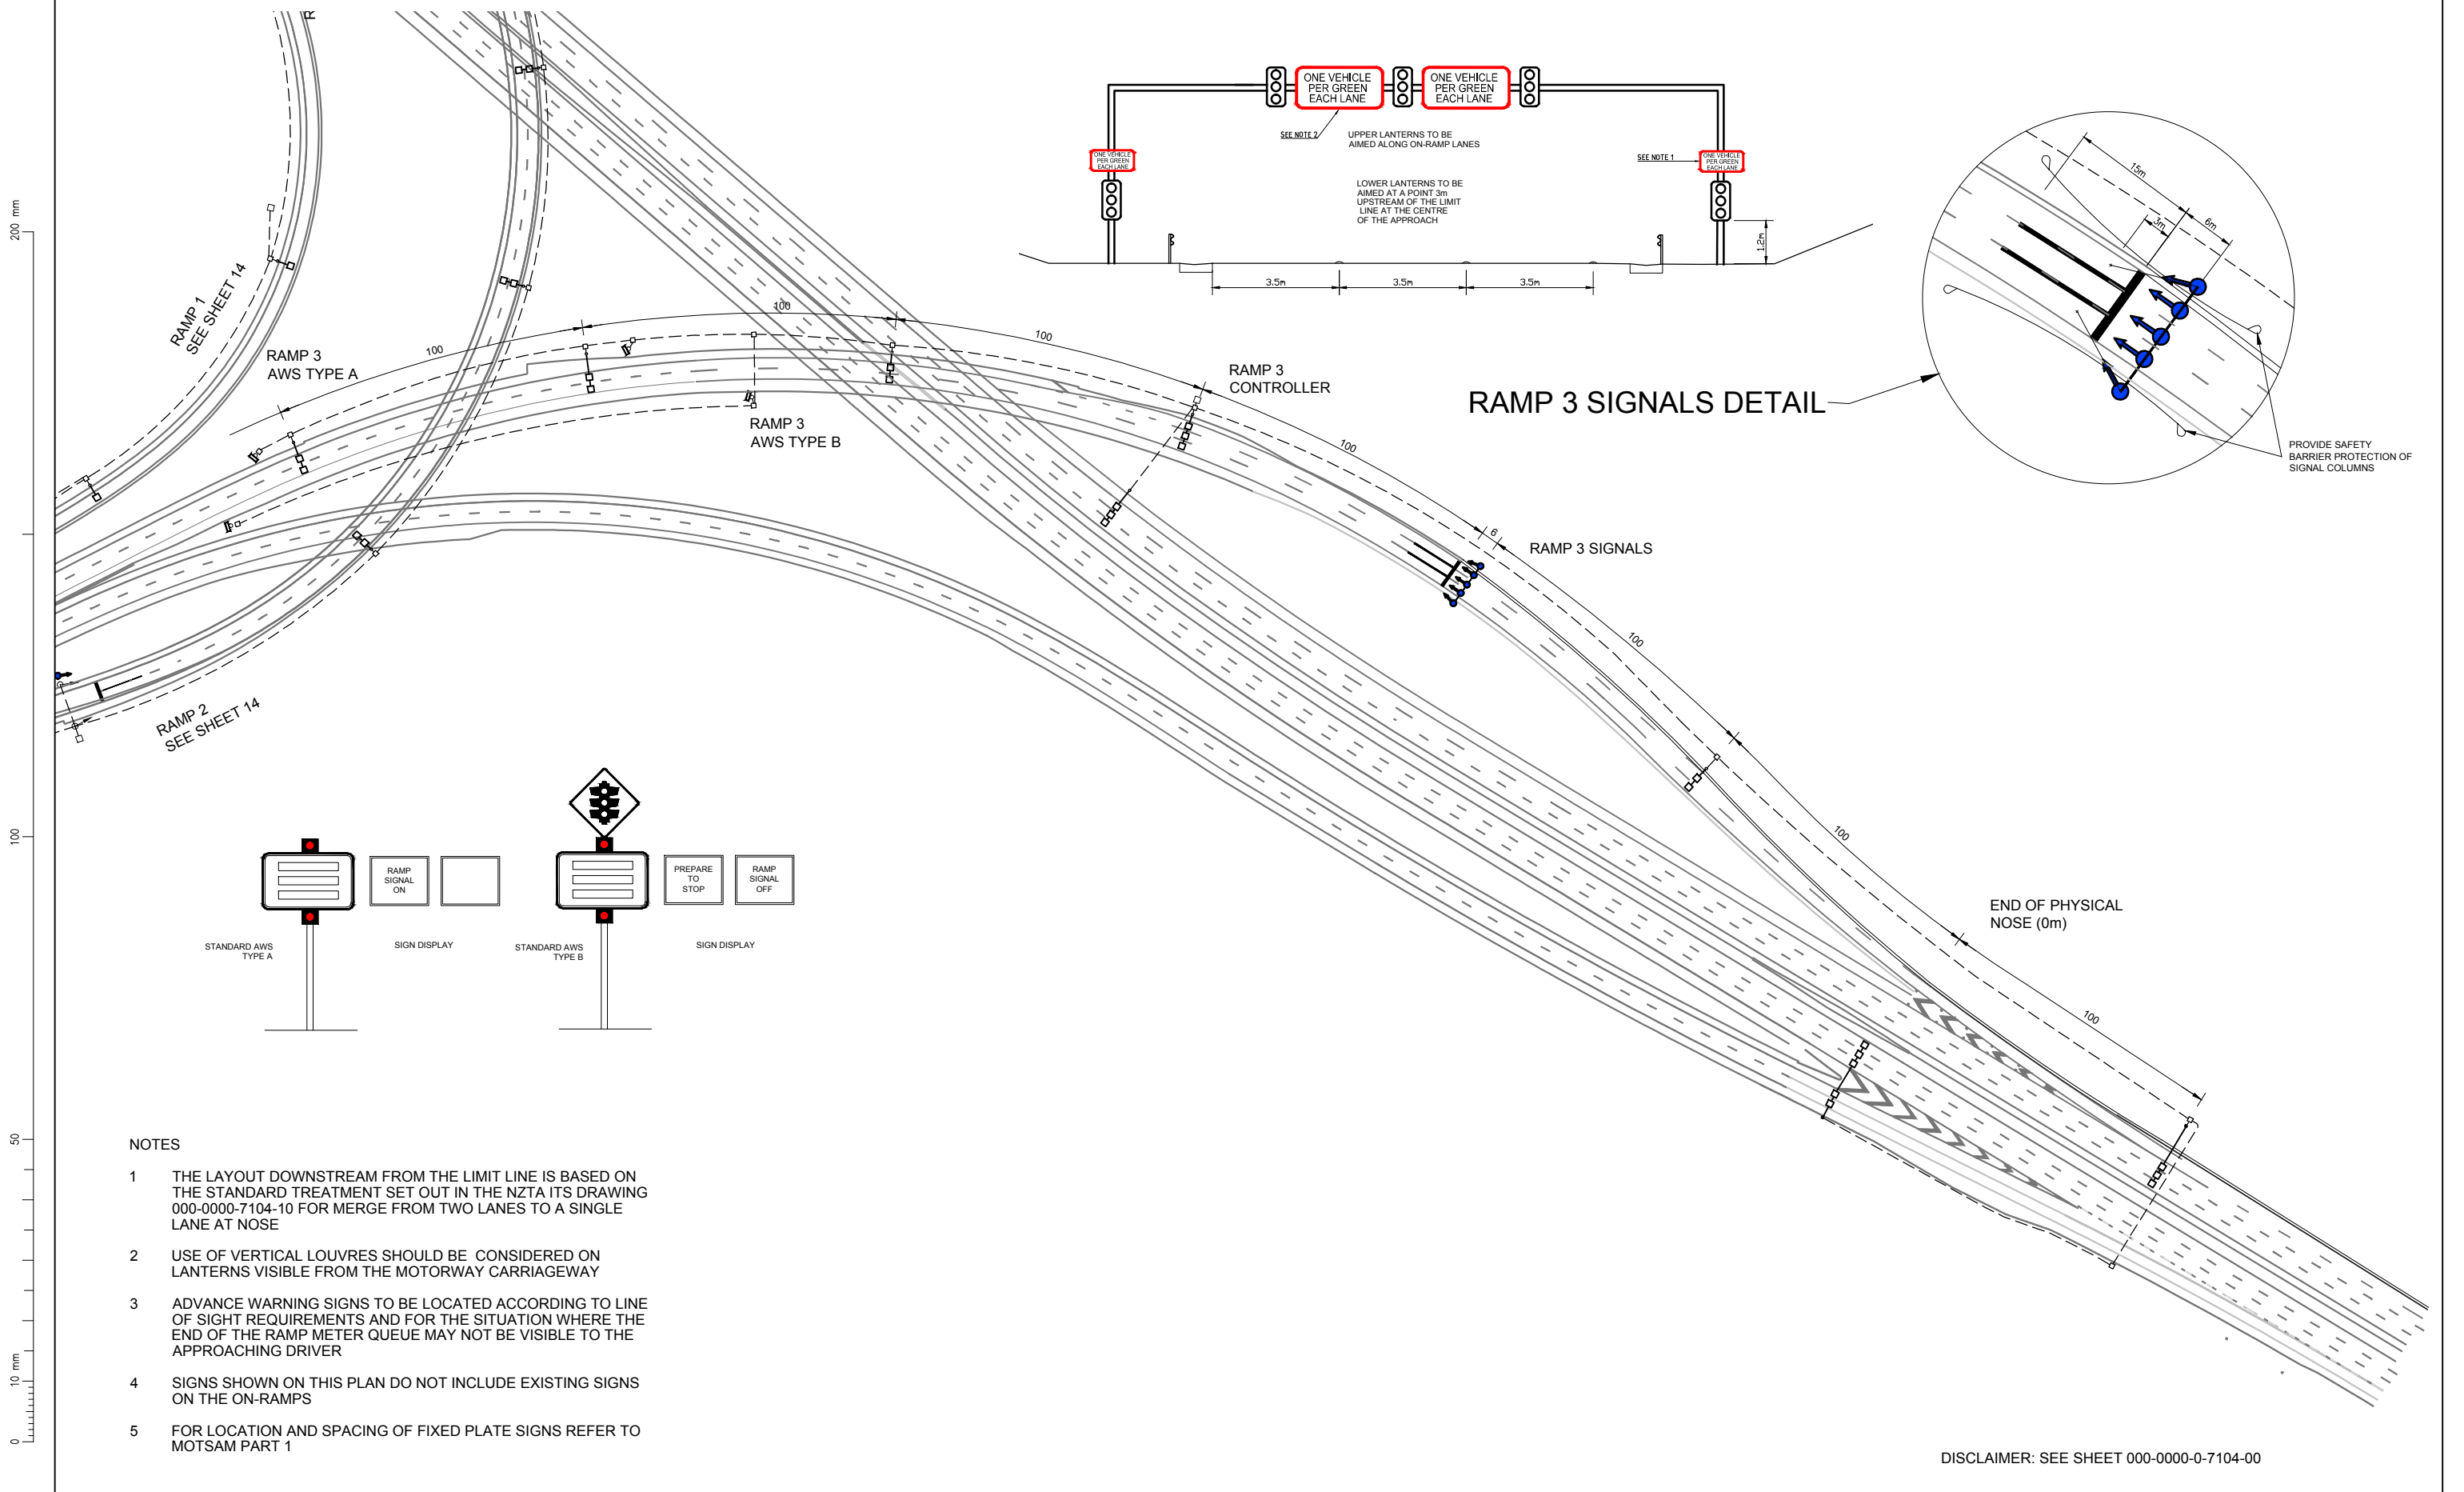 R
200 mm
100
50
10 mm
0
RAMP 1
SEE SHEET 14
RAMP 3
AWS TYPE A
100
100
100
RAMP 3
AWS TYPE B
RAMP 3
CONTROLLER
100
6
RAMP 3 SIGNALS
100
100
END OF PHYSICAL
NOSE (0m)
100
RAMP 2
SEE SHEET 14
ONE VEHICLE
PER GREEN
EACH LANE
ONE VEHICLE
PER GREEN
EACH LANE
SEE NOTE 2
UPPER LANTERNS TO BE
AIMED ALONG ON-RAMP LANES
ONE VEHICLE
PER GREEN
EACH LANE
SEE NOTE 1
ONE VEHICLE
PER GREEN
EACH LANE
LOWER LANTERNS TO BE
AIMED AT A POINT 3m
UPSTREAM OF THE LIMIT
LINE AT THE CENTRE
OF THE APPROACH
1.2m
3.5m
3.5m
3.5m
15m
3m
6m
RAMP 3 SIGNALS DETAIL
PROVIDE SAFETY
BARRIER PROTECTION OF
SIGNAL COLUMNS
RAMP
SIGNAL
ON
STANDARD AWS
TYPE A
SIGN DISPLAY
PREPARE
TO
STOP
RAMP
SIGNAL
OFF
STANDARD AWS
TYPE B
SIGN DISPLAY
NOTES
1 THE LAYOUT DOWNSTREAM FROM THE LIMIT LINE IS BASED ON
THE STANDARD TREATMENT SET OUT IN THE NZTA ITS DRAWING
000-0000-7104-10 FOR MERGE FROM TWO LANES TO A SINGLE
LANE AT NOSE
2 USE OF VERTICAL LOUVRES SHOULD BE CONSIDERED ON
LANTERNS VISIBLE FROM THE MOTORWAY CARRIAGEWAY
3 ADVANCE WARNING SIGNS TO BE LOCATED ACCORDING TO LINE
OF SIGHT REQUIREMENTS AND FOR THE SITUATION WHERE THE
END OF THE RAMP METER QUEUE MAY NOT BE VISIBLE TO THE
APPROACHING DRIVER
4 SIGNS SHOWN ON THIS PLAN DO NOT INCLUDE EXISTING SIGNS
ON THE ON-RAMPS
5 FOR LOCATION AND SPACING OF FIXED PLATE SIGNS REFER TO
MOTSAM PART 1
DISCLAIMER: SEE SHEET 000-0000-0-7104-00